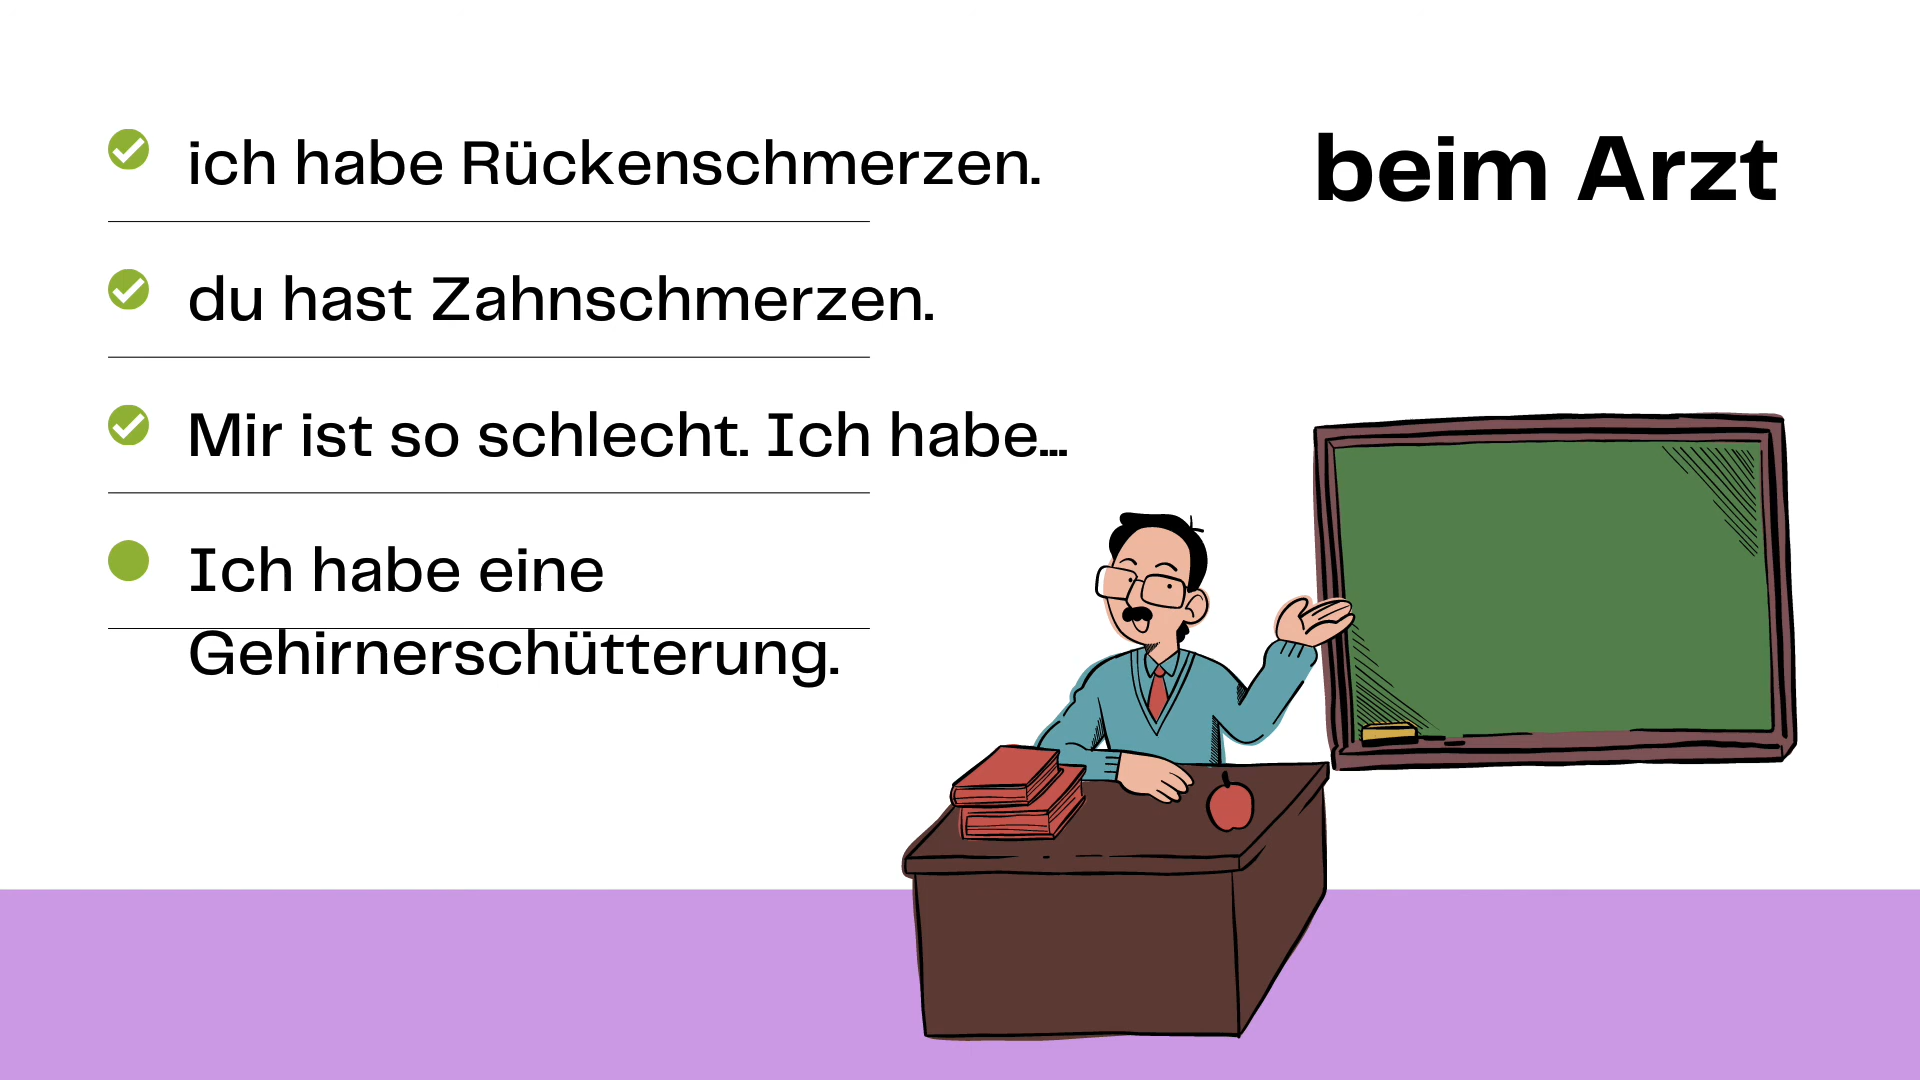 ich habe Rückenschmerzen.
beim Arzt
du hast Zahnschmerzen.
Mir ist so schlecht. Ich habe...
Ich habe eine
Gehirnerschütterung.